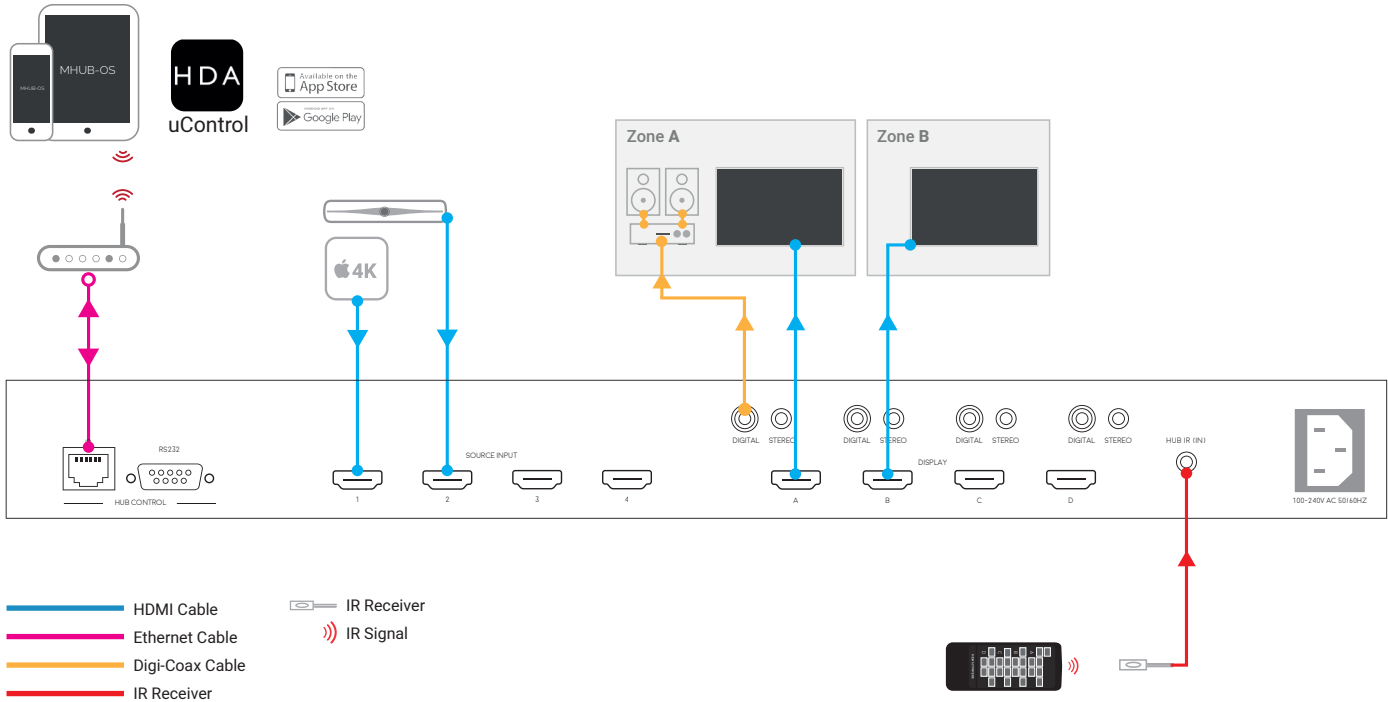 MHUB-OS
MHUB-OS
HDA
uControl
Available on the
App Store
Google Play
Zone A
Zone B
4K
DIGITAL STEREO
DIGITAL STEREO
DIGITAL STEREO
DIGITAL STEREO
HUB IR (IN)
RS232
SOURCE INPUT
DISPLAY
HUB CONTROL
1
2
3
4
A
B
C
D
100-240V AC 50/60HZ
HDMI Cable
Ethernet Cable
Digi-Coax Cable
IR Receiver
IR Receiver
IR Signal